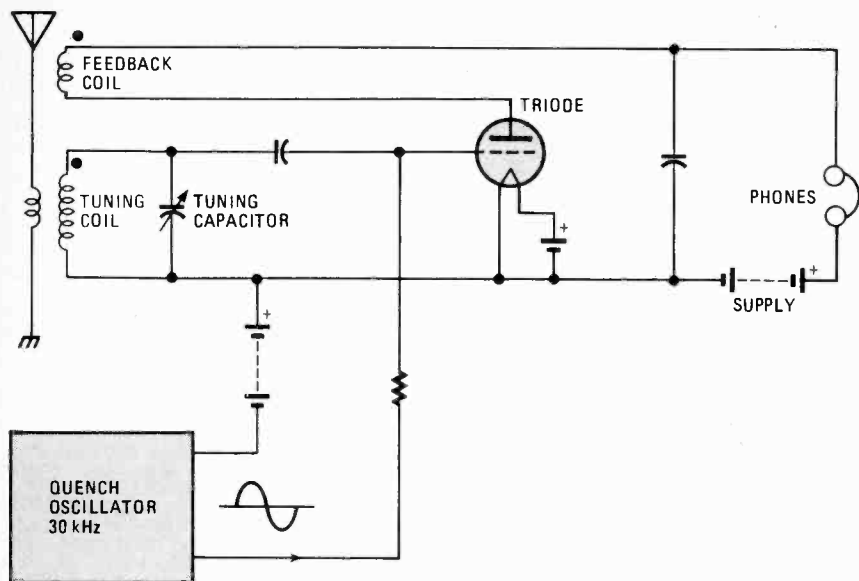 FEEDBACK
COIL
TRIODE
TUNING
COIL
TUNING
CAPACITOR
+
PHONES
+
SUPPLY
+
QUENCH
OSCILLATOR
30 kHz